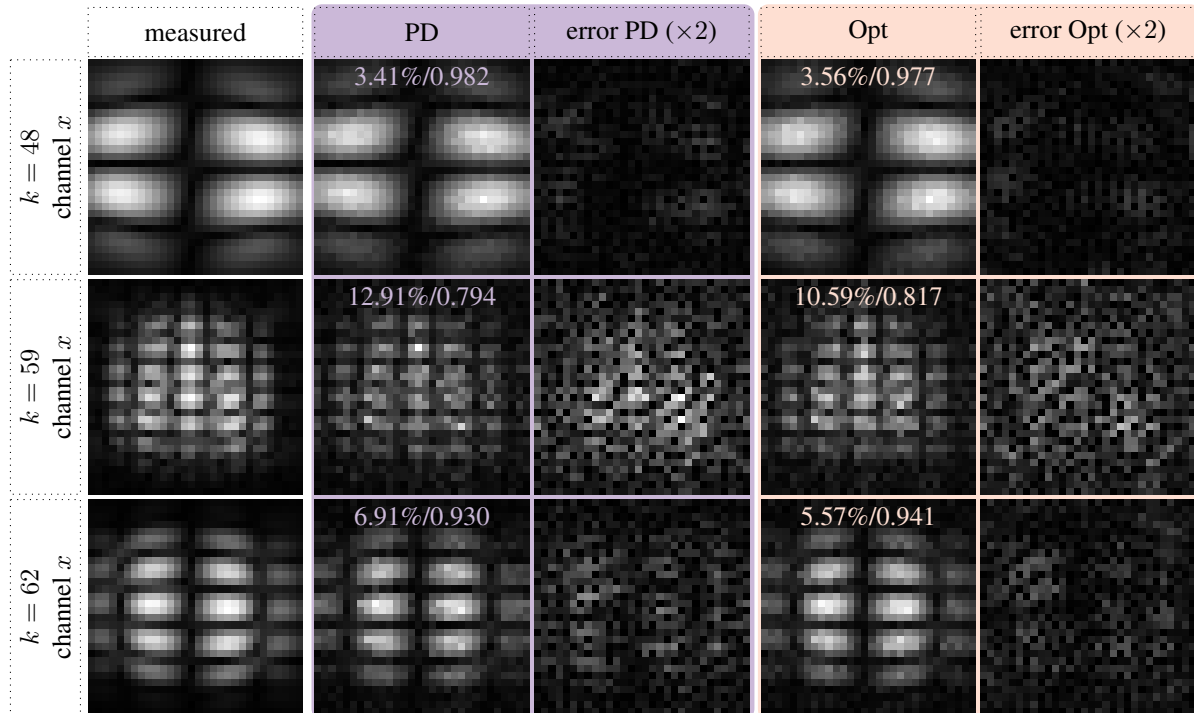 measured
PD
error PD (×2)
Opt
error Opt (×2)
k = 48
channel x
3.41%/0.982
3.56%/0.977
k = 59
channel x
12.91%/0.794
10.59%/0.817
k = 62
channel x
6.91%/0.930
5.57%/0.941